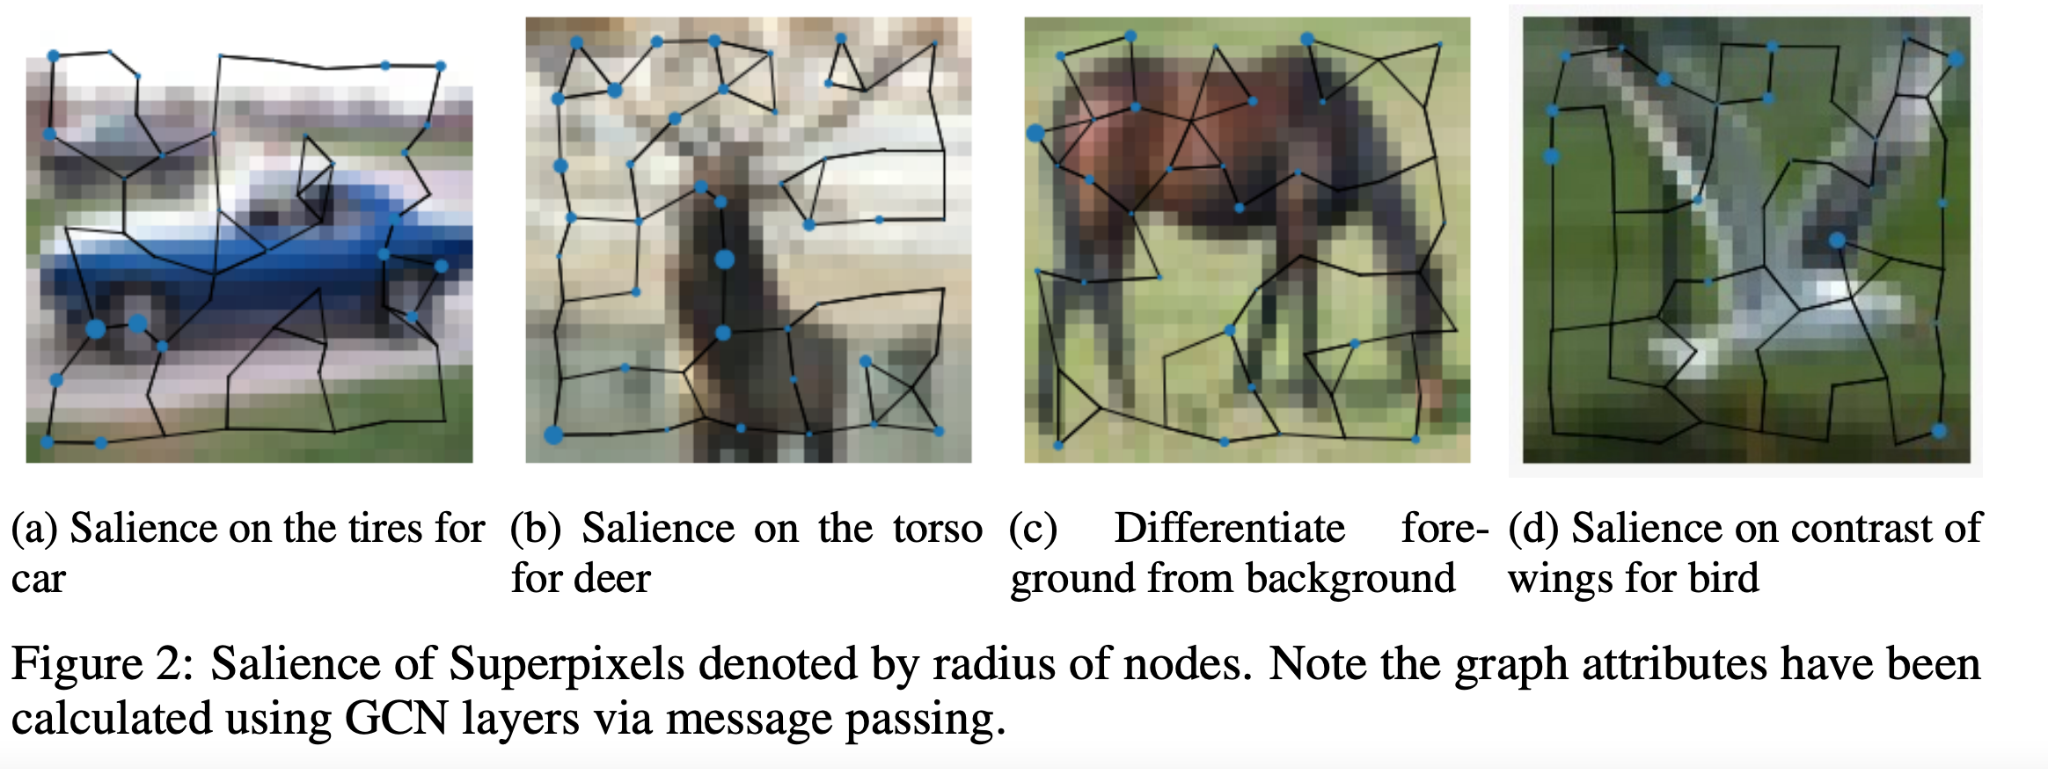 (a) Salience on the tires for car
(b) Salience on the torso for deer
(c) Differentiate fore-ground from background
(d) Salience on contrast of wings for bird
Figure 2: Salience of Superpixels denoted by radius of nodes. Note the graph attributes have been
calculated using GCN layers via message passing.